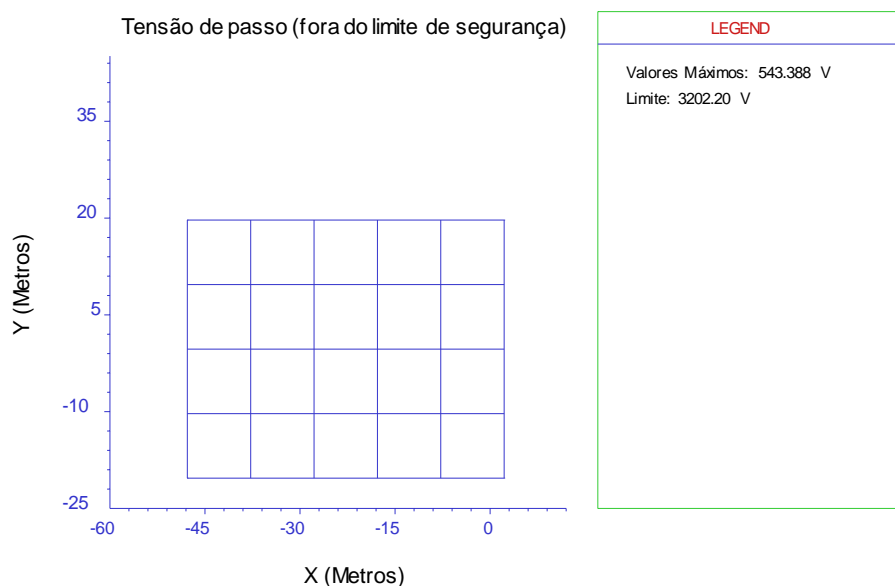 Tensão de passo (fora do limite de segurança)
LEGEND
Valores Máximos: 543.388 V
Limite: 3202.20 V
35
20
5
-10
-25
Y (Metros)
-60
-45
-30
-15
0
X (Metros)